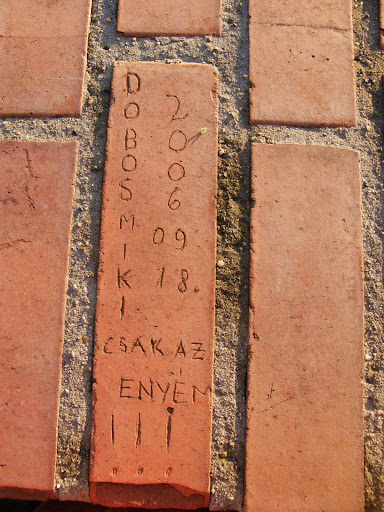 DOBOS MIKI
2006
09
18.
CSAK AZ
ENYÉM
!!!